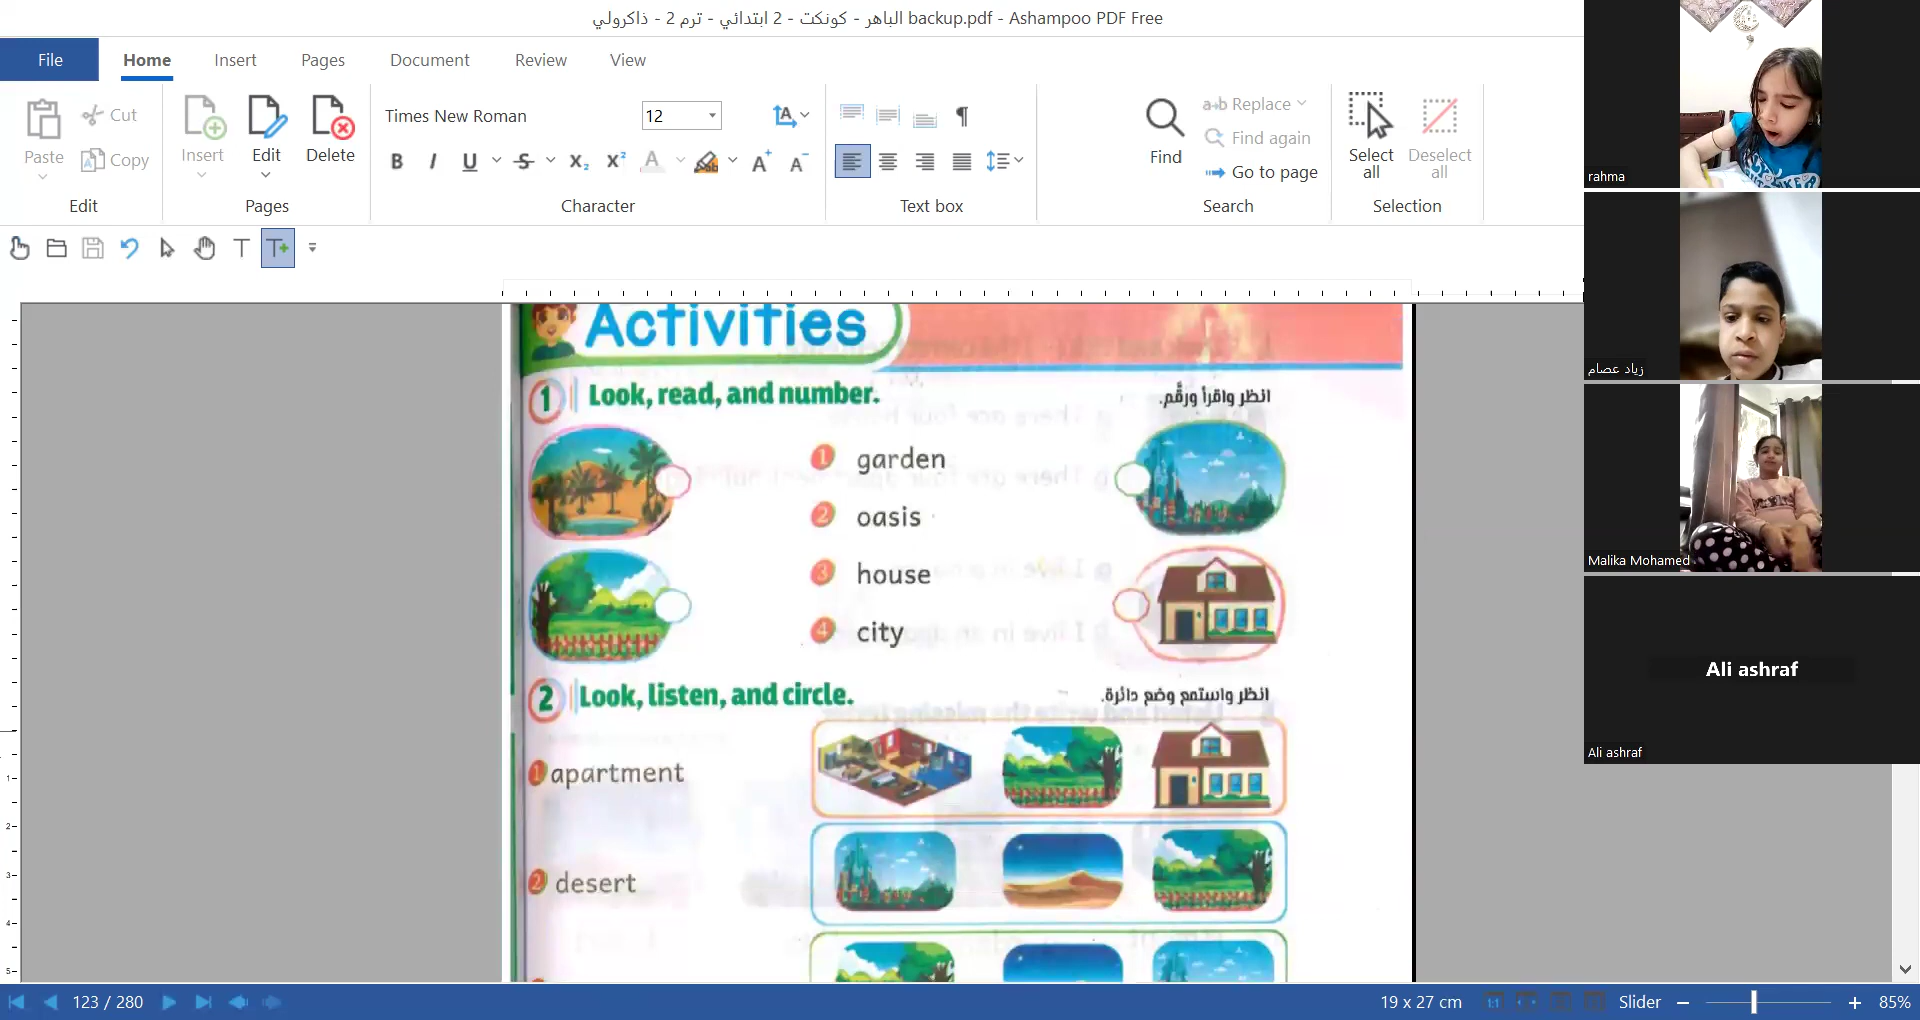 الباهر - كونكت - 2 ابتدائي - ترم 2 - ذاكرولي backup.pdf - Ashampoo PDF Free
File
Home
Insert
Pages
Document
Review
View
Paste
Cut
Copy
Edit
Insert
Edit
Delete
Pages
Times New Roman
12
Character
Text box
Find
Replace
Find again
Go to page
Search
Select all
Deselect all
Selection
Activities
1 Look, read, and number.
انظر واقرأ ورقَّم.
1 garden
2 oasis
3 house
4 city
2 Look, listen, and circle.
انظر واستمع وضع دائرة.
1 apartment
2 desert
rahma
زياد عصام
Malika Mohamed
Ali ashraf
Ali ashraf
123 / 280
19 x 27 cm
1:1
Slider
85%